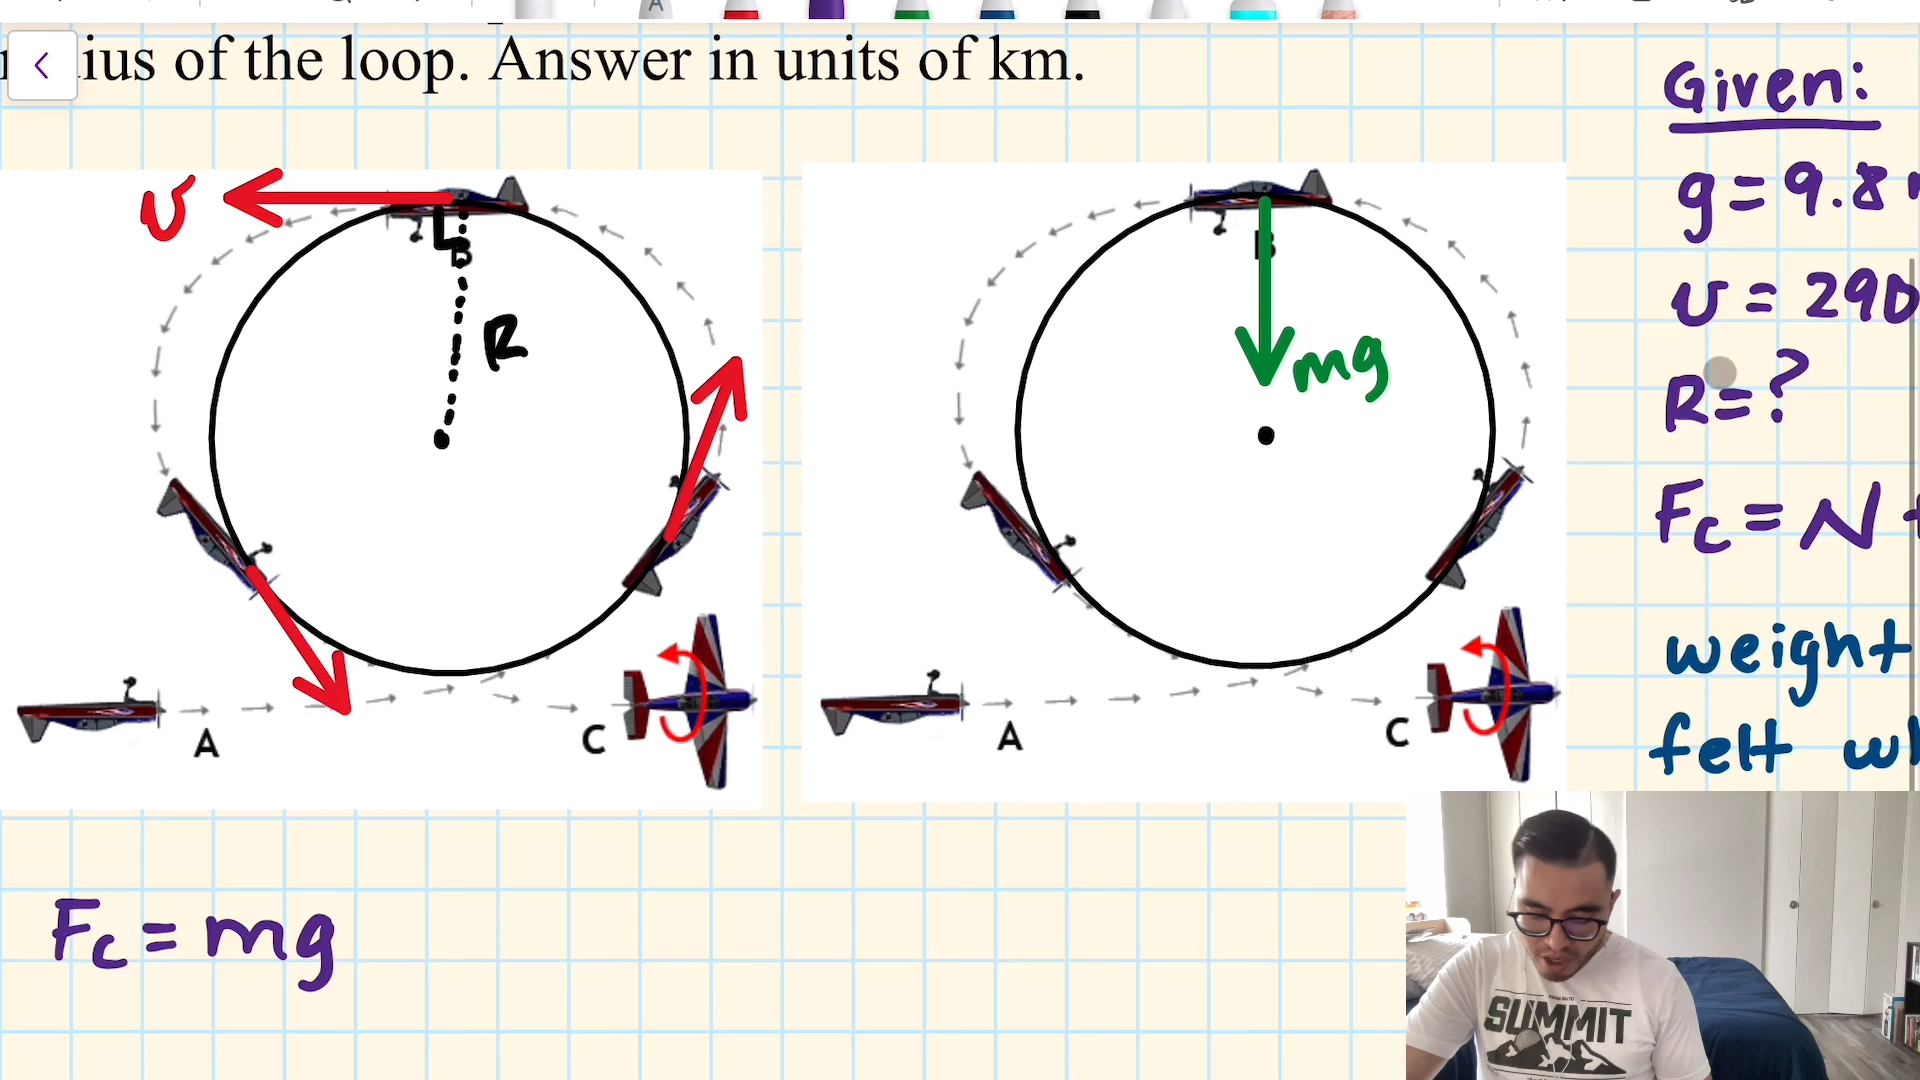 ius of the loop. Answer in units of km.
Given:
g = 9.8
v = 290
R = ?
Fc = N
weight
felt
v
B
R
A
C
B
mg
A
C
Fc = mg
SUMMIT